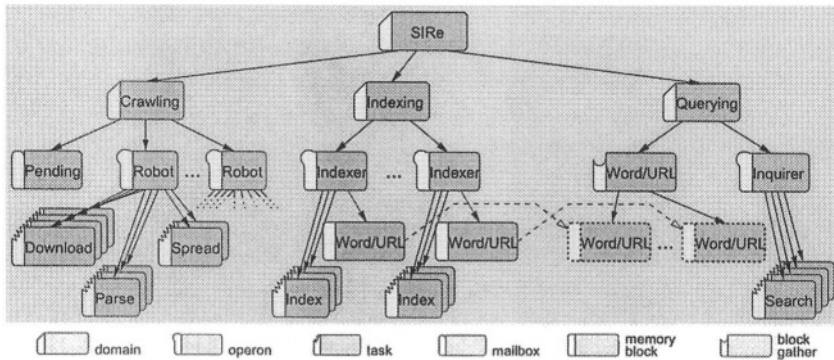 SIRe
Crawling Indexing Querying
Pending Robot ... Robot Indexer ... Indexer Word/URL Inquirer
Download Spread Word/URL Word/URL Word/URL ... Word/URL
Parse Index Index Search
domain operon task mailbox memory block block gather